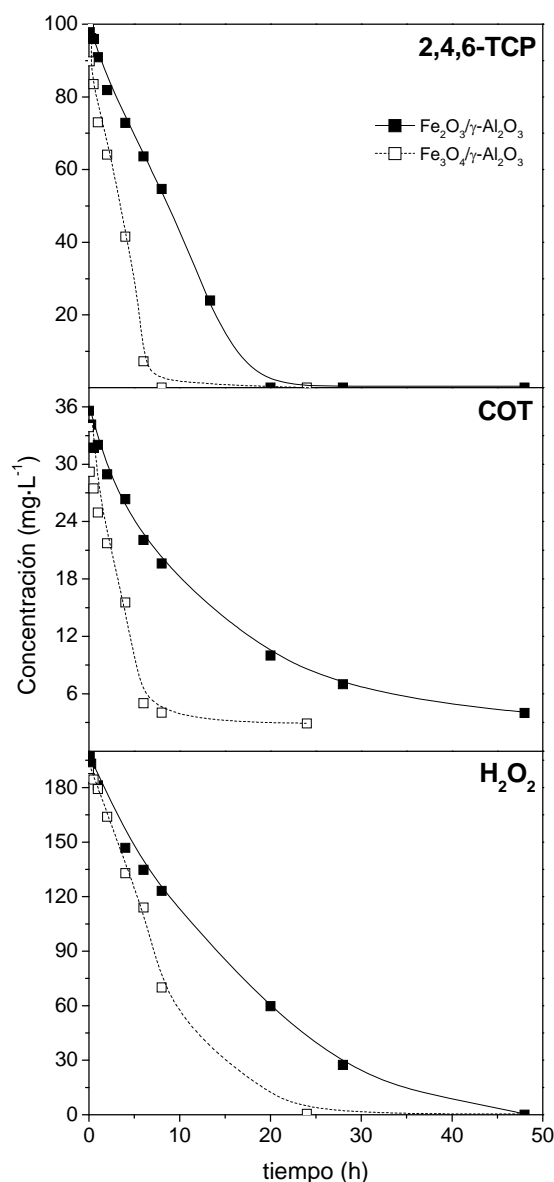 100
2,4,6-TCP
80
Fe₂O₃/γ-Al₂O₃
Fe₃O₄/γ-Al₂O₃
60
40
20
36
COT
30
24
18
12
6
Concentración (mg·L⁻¹)
H₂O₂
180
150
120
90
60
30
0
0 10 20 30 40 50
tiempo (h)